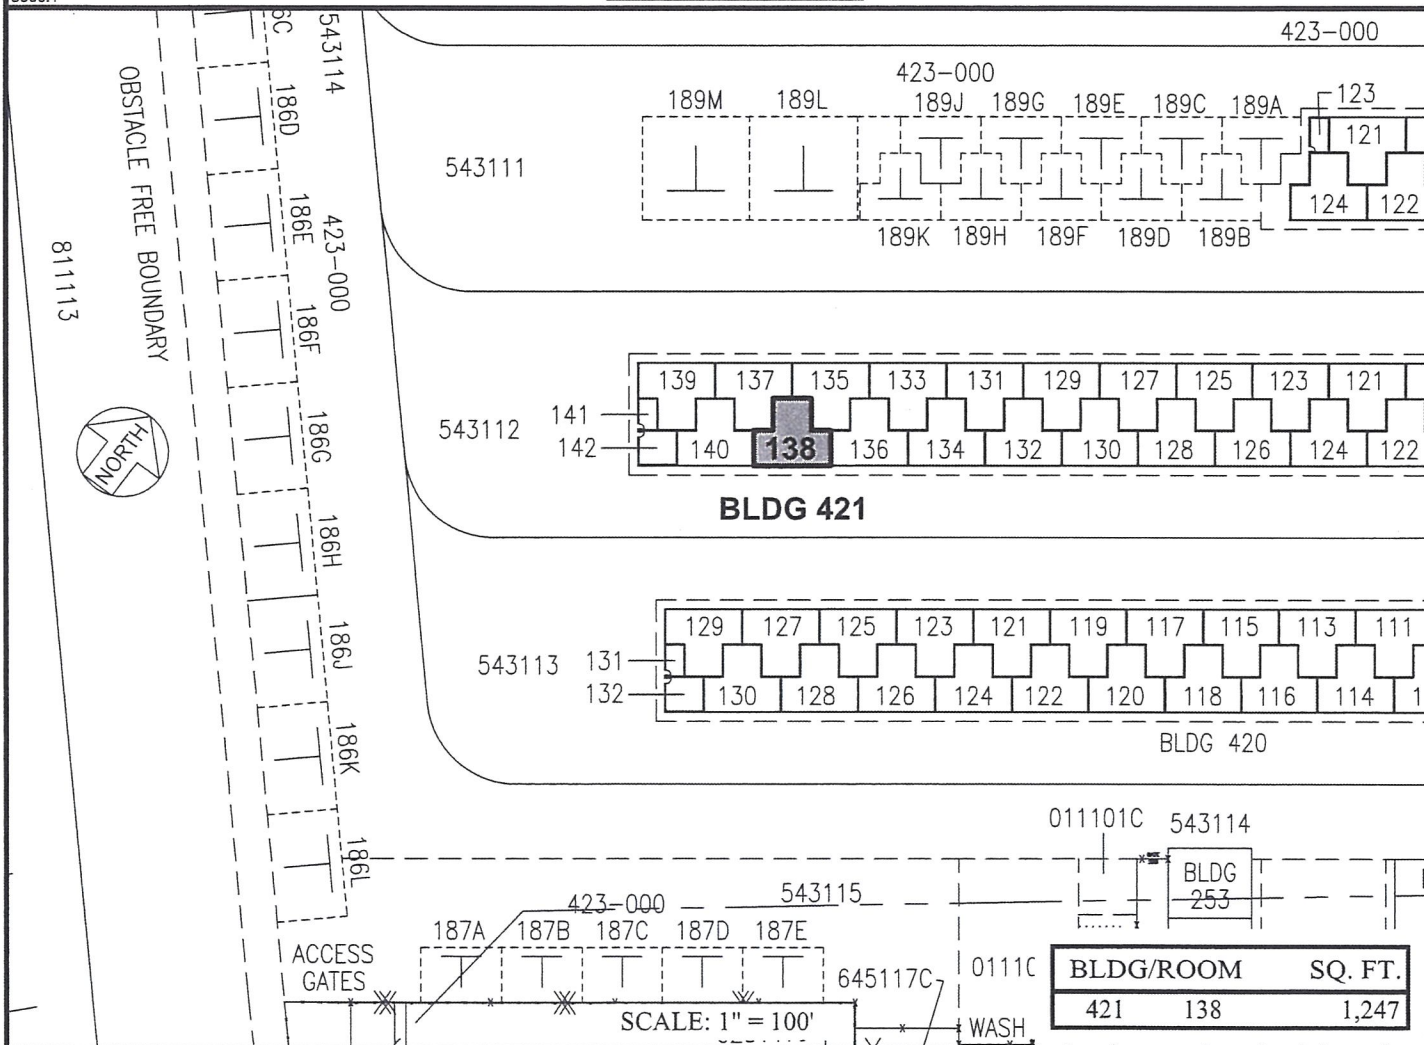 423-000
423-000
189M 189L 189J 189G 189E 189C 189A 123
121
543111
124 122
189K 189H 189F 189D 189B
186D
543114
OBSTACLE FREE BOUNDARY
186E
423-000
811113
186F
139 137 135 133 131 129 127 125 123 121
141
543112
142 140 138 136 134 132 130 128 126 124 122
BLDG 421
NORTH
186G
186H
129 127 125 123 121 119 117 115 113 111
543113 131
132 130 128 126 124 122 120 118 116 114
BLDG 420
186J
186K
186L
011101C 543114
BLDG
253
423-000 543115
187A 187B 187C 187D 187E
ACCESS
GATES
645117C
0111C
WASH
SCALE: 1" = 100'
BLDG/ROOM SQ. FT.
421 138 1,247